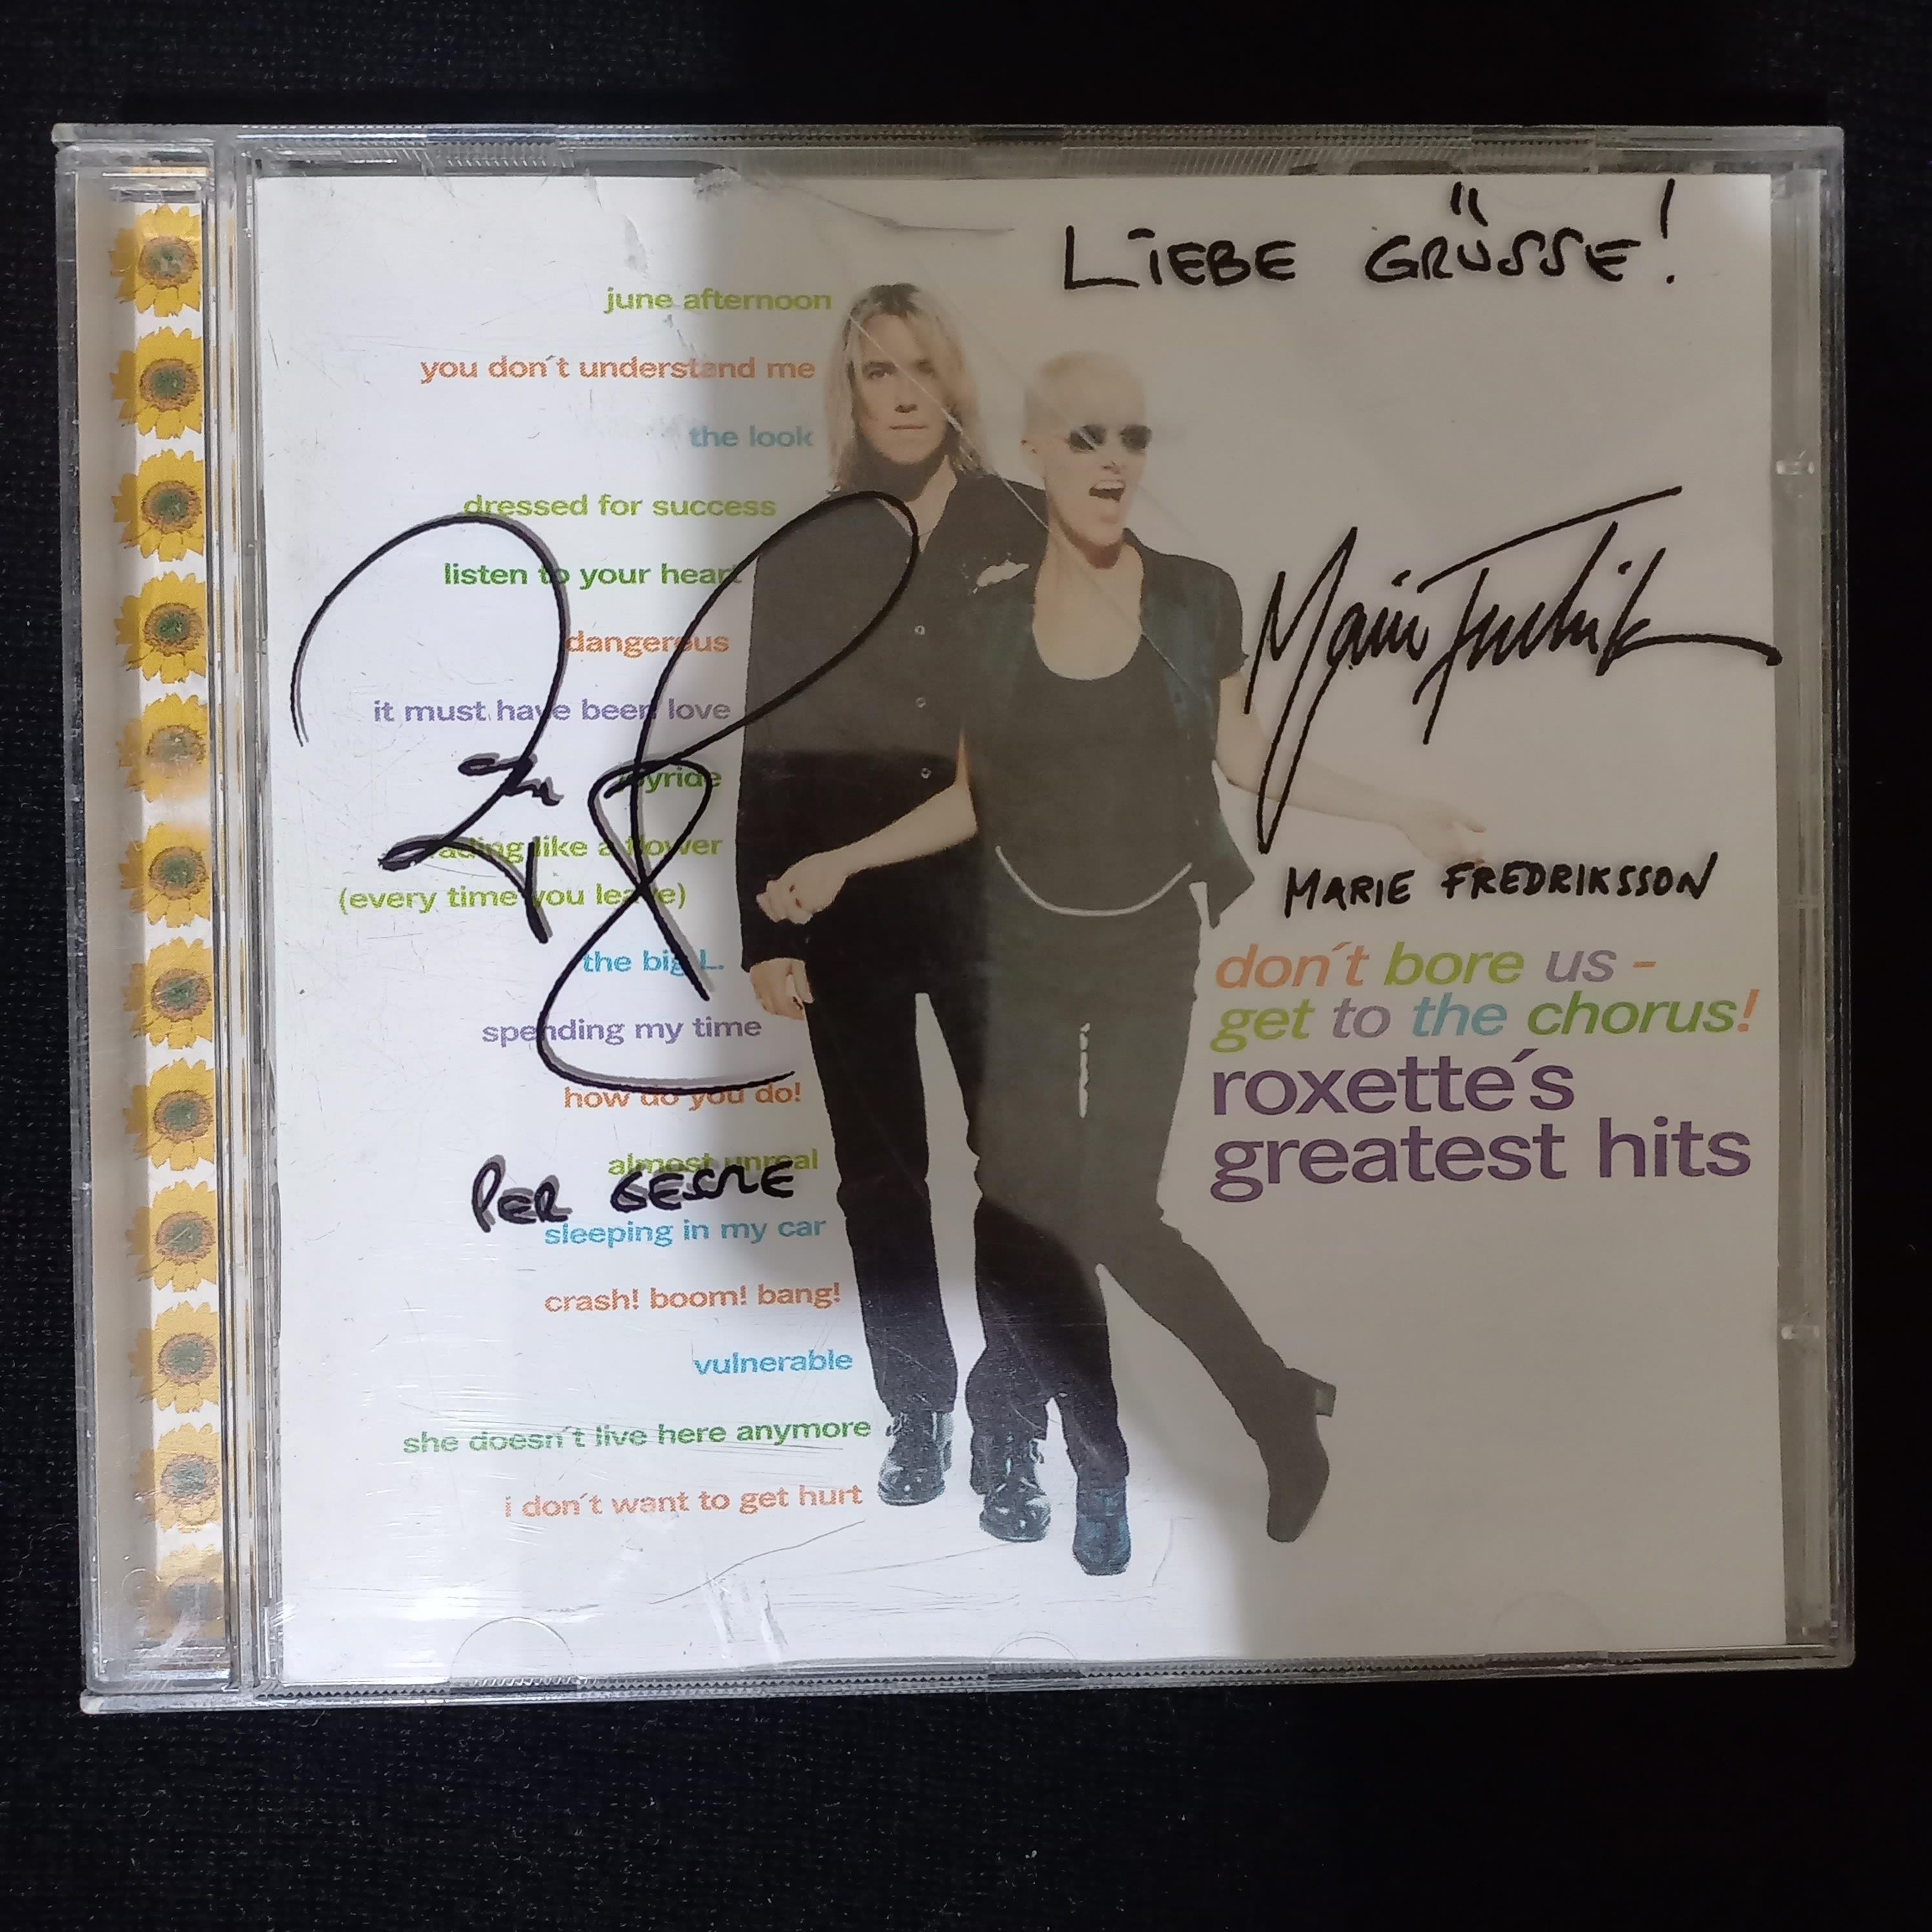 LIEBE GRÜSSE!
june afternoon
you don´t understand me
the look
dressed for success
listen to your heart
dangerous
it must have been love
joyride
fading like a flower
(every time you leave)
the big L.
spending my time
how do you do!
almost unreal
PER GESSLE
sleeping in my car
crash! boom! bang!
vulnerable
she doesn´t live here anymore
i don´t want to get hurt
Marie Fredrik
MARIE FREDRIKSSON
don´t bore us -
get to the chorus!
roxette´s
greatest hits